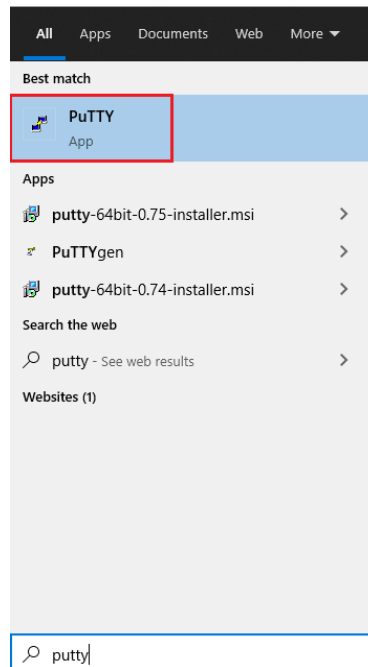 All Apps Documents Web More
Best match
PuTTY
App
Apps
putty-64bit-0.75-installer.msi
PuTTYgen
putty-64bit-0.74-installer.msi
Search the web
putty - See web results
Websites (1)
putty